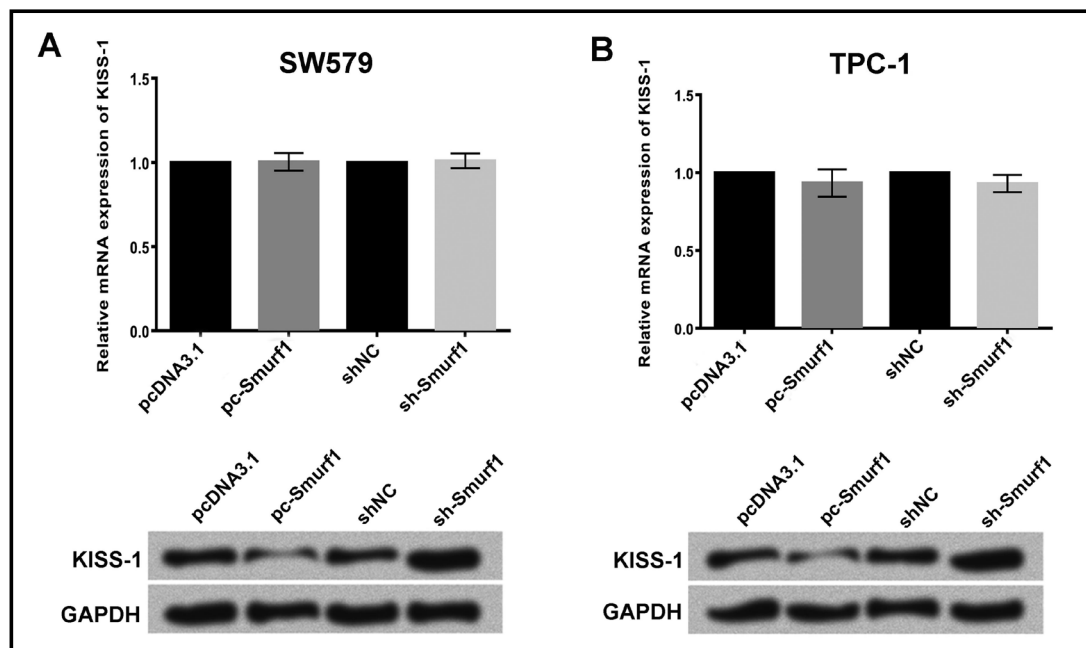 A
SW579
Relative mRNA expression of KISS-1
1.5
1.0
0.5
0.0
pcDNA3.1
pc-Smurf1
shNC
sh-Smurf1
pcDNA3.1
pc-Smurf1
shNC
sh-Smurf1
KISS-1
GAPDH
B
TPC-1
Relative mRNA expression of KISS-1
1.5
1.0
0.5
0.0
pcDNA3.1
pc-Smurf1
shNC
sh-Smurf1
pcDNA3.1
pc-Smurf1
shNC
sh-Smurf1
KISS-1
GAPDH